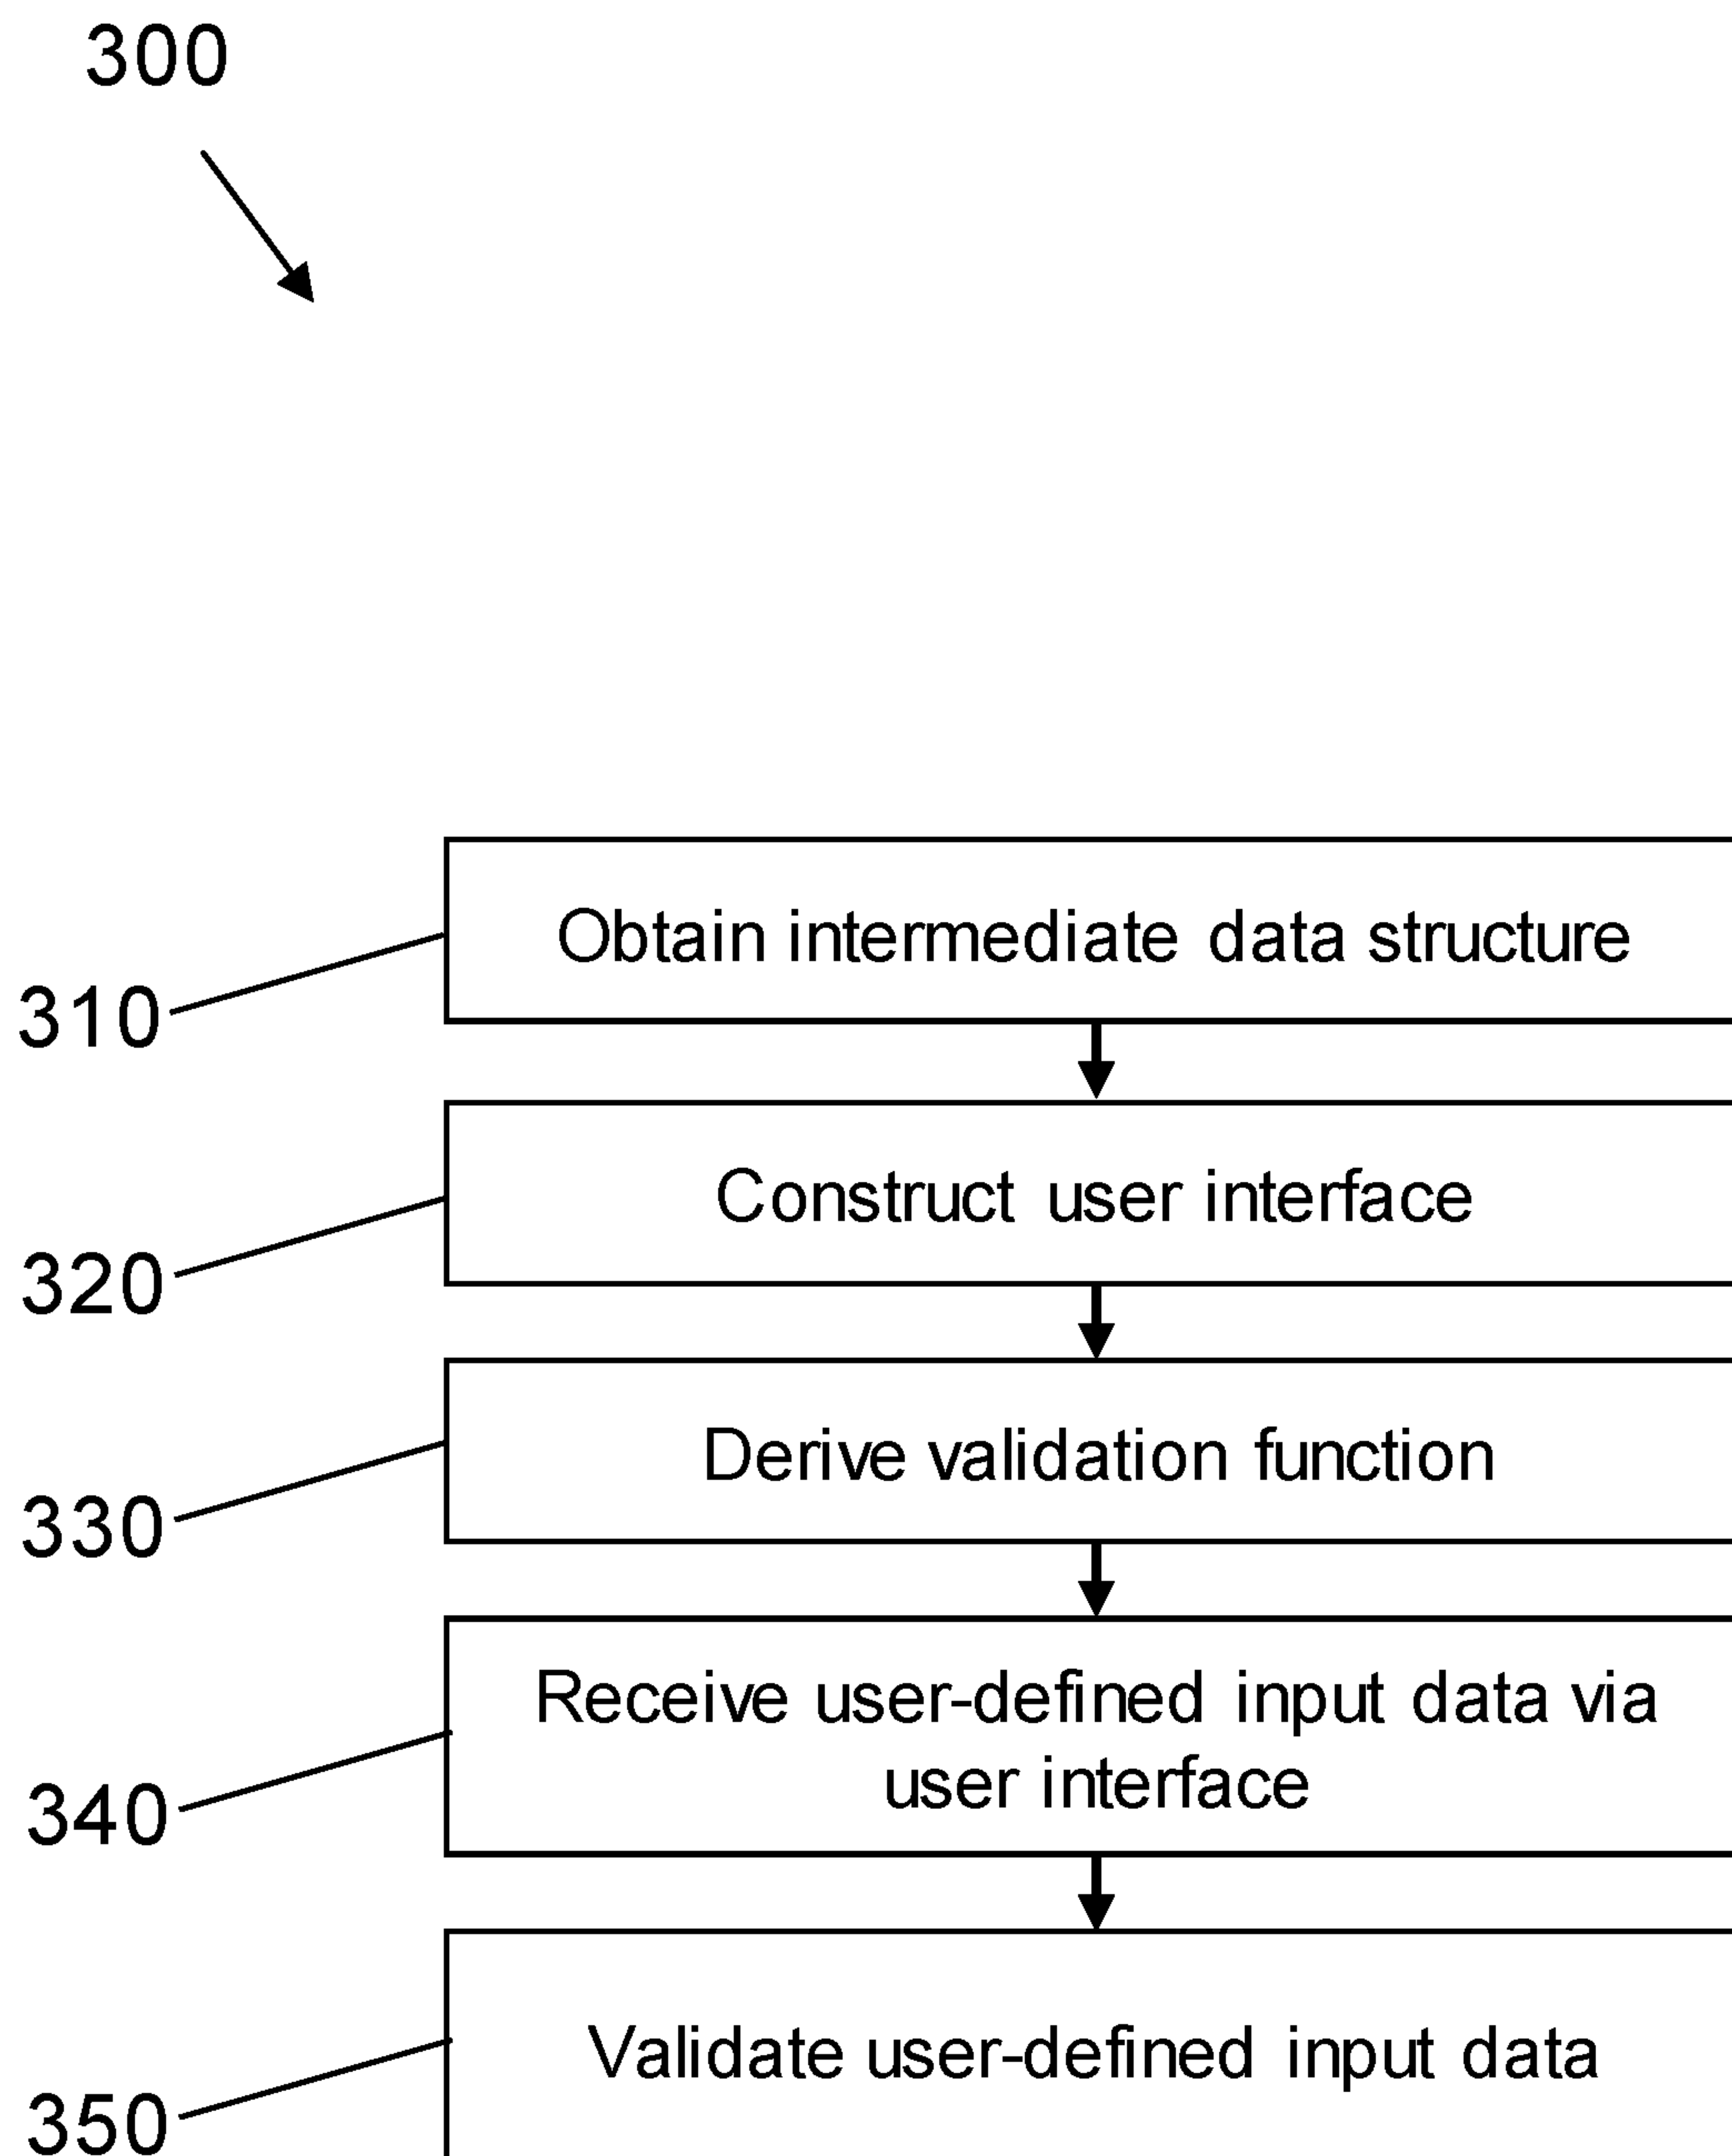 300
Obtain intermediate data structure
310
Construct user interface
320
Derive validation function
330
Receive user-defined input data via
user interface
340
Validate user-defined input data
350